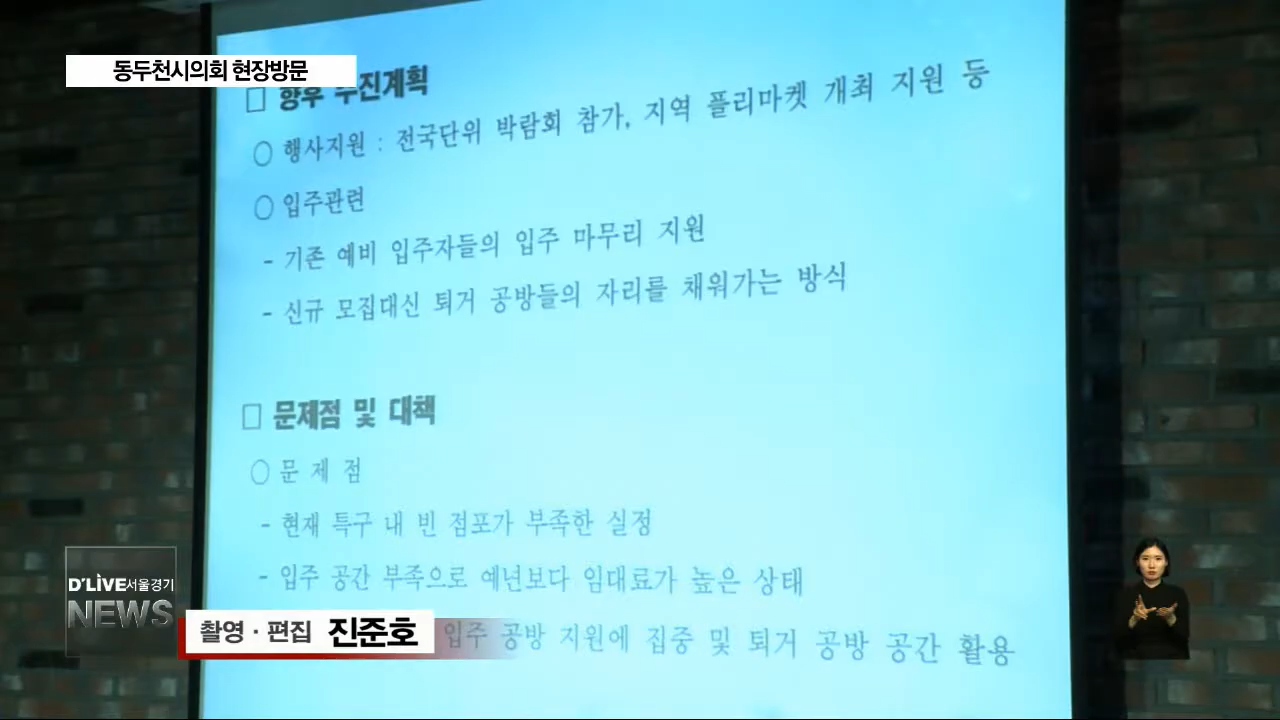 동두천시의회 현장방문
□ 향후 추진계획
○ 행사지원 : 전국단위 박람회 참가, 지역 플리마켓 개최 지원 등
○ 입주관련
- 기존 예비 입주자들의 입주 마무리 지원
- 신규 모집대신 퇴거 공방들의 자리를 채워가는 방식
□ 문제점 및 대책
○ 문 제 점
- 현재 특구 내 빈 점포가 부족한 실정
- 입주 공간 부족으로 예년보다 임대료가 높은 상태
입주 공방 지원에 집중 및 퇴거 공방 공간 활용
D'LIVE 서울경기
NEWS
촬영·편집 진준호